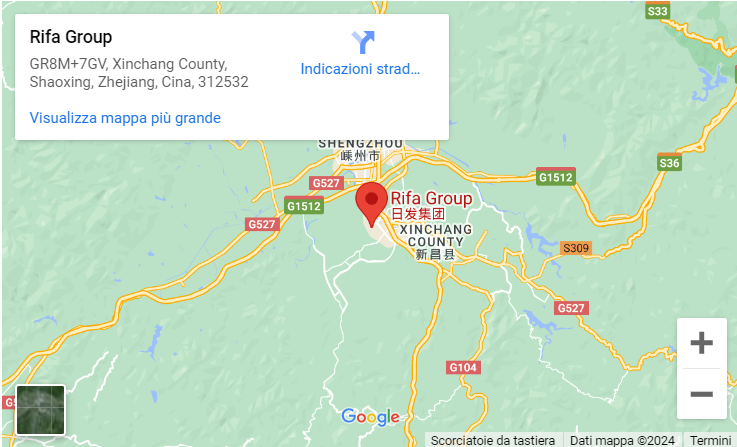 Rifa Group
GR8M+7GV, Xinchang County,
Shaoxing, Zhejiang, Cina, 312532
Indicazioni strad...
Visualizza mappa più grande
S33
SHENGZHOU
嵊州市
S36
G527
G1512
G1512
Rifa Group
日发集团
G527
XINCHANG
COUNTY
新昌县
S309
G527
G104
Google
Scorciatoie da tastiera
Dati mappa ©2024
Termini